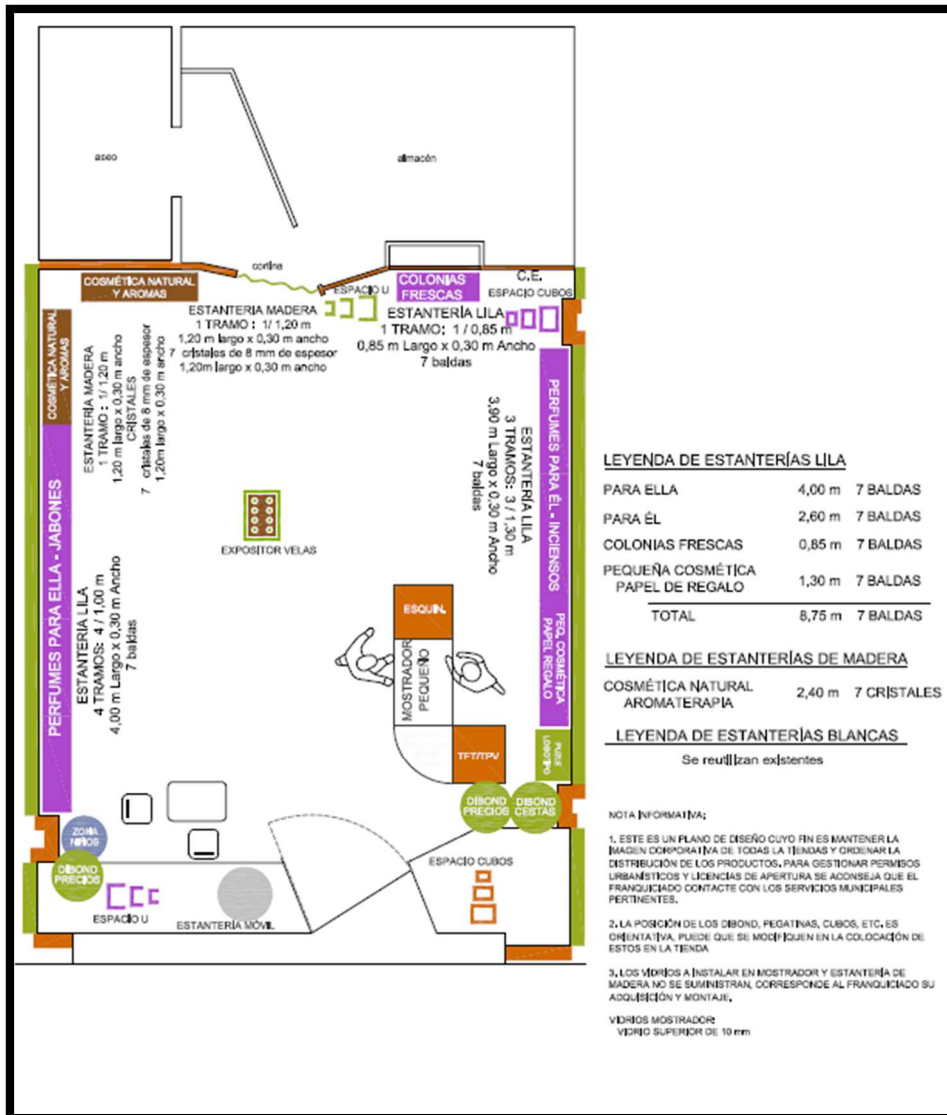 aseo
almacén
cortina
COSMÉTICA NATURAL
Y AROMAS
ESPACIO U
COLONIAS
FRESCAS
C.E.
ESPACIO CUBOS
ESTANTERIA MADERA
1 TRAMO : 1/ 1,20 m
1,20 m largo x 0,30 m ancho
7 cristales de 8 mm de espesor
1,20m largo x 0,30 m ancho
ESTANTERÍA LILA
1 TRAMO: 1 / 0,85 m
0,85 m Largo x 0,30 m Ancho
7 baldas
COSMÉTICA NATURAL
Y AROMAS
ESTANTERÍA MADERA
1 TRAMO : 1/ 1,20 m
1,20 m largo x 0,30 m ancho
CRISTALES
7 cristales de 8 mm de espesor
1,20m largo x 0,30 m ancho
PERFUMES PARA ELLA - JABONES
ESTANTERÍA LILA
4 TRAMOS: 4 / 1,00 m
4,00 m Largo x 0,30 m Ancho
7 baldas
EXPOSITOR VELAS
PERFUMES PARA ÉL - INCIENSOS
ESTANTERÍA LILA
3 TRAMOS: 3 / 1,30 m
3,90 m Largo x 0,30 m Ancho
7 baldas
PEQ. COSMÉTICA
PAPEL REGALO
ESQUIN.
MOSTRADOR
PEQUEÑO
TFT/TPV
LOGOTIPO
DIBOND
PRECIOS
DIBOND
CESTAS
ZONA
NIÑOS
DIBOND
PRECIOS
ESPACIO U
ESTANTERÍA MÓVIL
ESPACIO CUBOS
LEYENDA DE ESTANTERÍAS LILA
PARA ELLA 4,00 m 7 BALDAS
PARA ÉL 2,60 m 7 BALDAS
COLONIAS FRESCAS 0,85 m 7 BALDAS
PEQUEÑA COSMÉTICA
PAPEL DE REGALO 1,30 m 7 BALDAS
TOTAL 8,75 m 7 BALDAS
LEYENDA DE ESTANTERÍAS DE MADERA
COSMÉTICA NATURAL
AROMATERAPIA 2,40 m 7 CRISTALES
LEYENDA DE ESTANTERÍAS BLANCAS
Se reutilizan existentes
NOTA INFORMATIVA:
1. ESTE ES UN PLANO DE DISEÑO CUYO FIN ES MANTENER LA
IMAGEN CORPORATIVA DE TODAS LA TIENDAS Y ORDENAR LA
DISTRIBUCIÓN DE LOS PRODUCTOS. PARA GESTIONAR PERMISOS
URBANÍSTICOS Y LICENCIAS DE APERTURA SE ACONSEJA QUE EL
FRANQUICIADO CONTACTE CON LOS SERVICIOS MUNICIPALES
PERTINENTES.
2. LA POSICIÓN DE LOS DIBOND, PEGATINAS, CUBOS, ETC. ES
ORIENTATIVA, PUEDE QUE SE MODIFIQUEN EN LA COLOCACIÓN DE
ESTOS EN LA TIENDA
3. LOS VIDRIOS A INSTALAR EN MOSTRADOR Y ESTANTERÍA DE
MADERA NO SE SUMINISTRAN, CORRESPONDE AL FRANQUICIADO SU
ADQUISICIÓN Y MONTAJE.
VIDRIOS MOSTRADOR:
VIDRIO SUPERIOR DE 10 mm